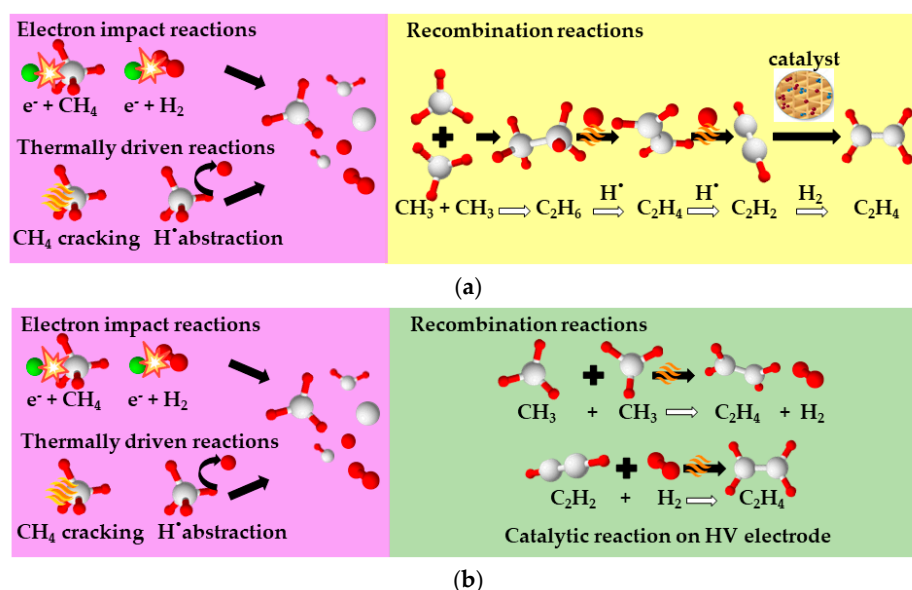 Electron impact reactions
e⁻ + CH₄ e⁻ + H₂
Thermally driven reactions
CH₄ cracking H•abstraction
Recombination reactions
catalyst
CH₃ + CH₃ ⇨ C₂H₆ H• ⇨ C₂H₄ H• ⇨ C₂H₂ H₂ ⇨ C₂H₄
(a)
Electron impact reactions
e⁻ + CH₄ e⁻ + H₂
Thermally driven reactions
CH₄ cracking H•abstraction
Recombination reactions
CH₃ + CH₃ ⇨ C₂H₄ + H₂
C₂H₂ + H₂ ⇨ C₂H₄
Catalytic reaction on HV electrode
(b)